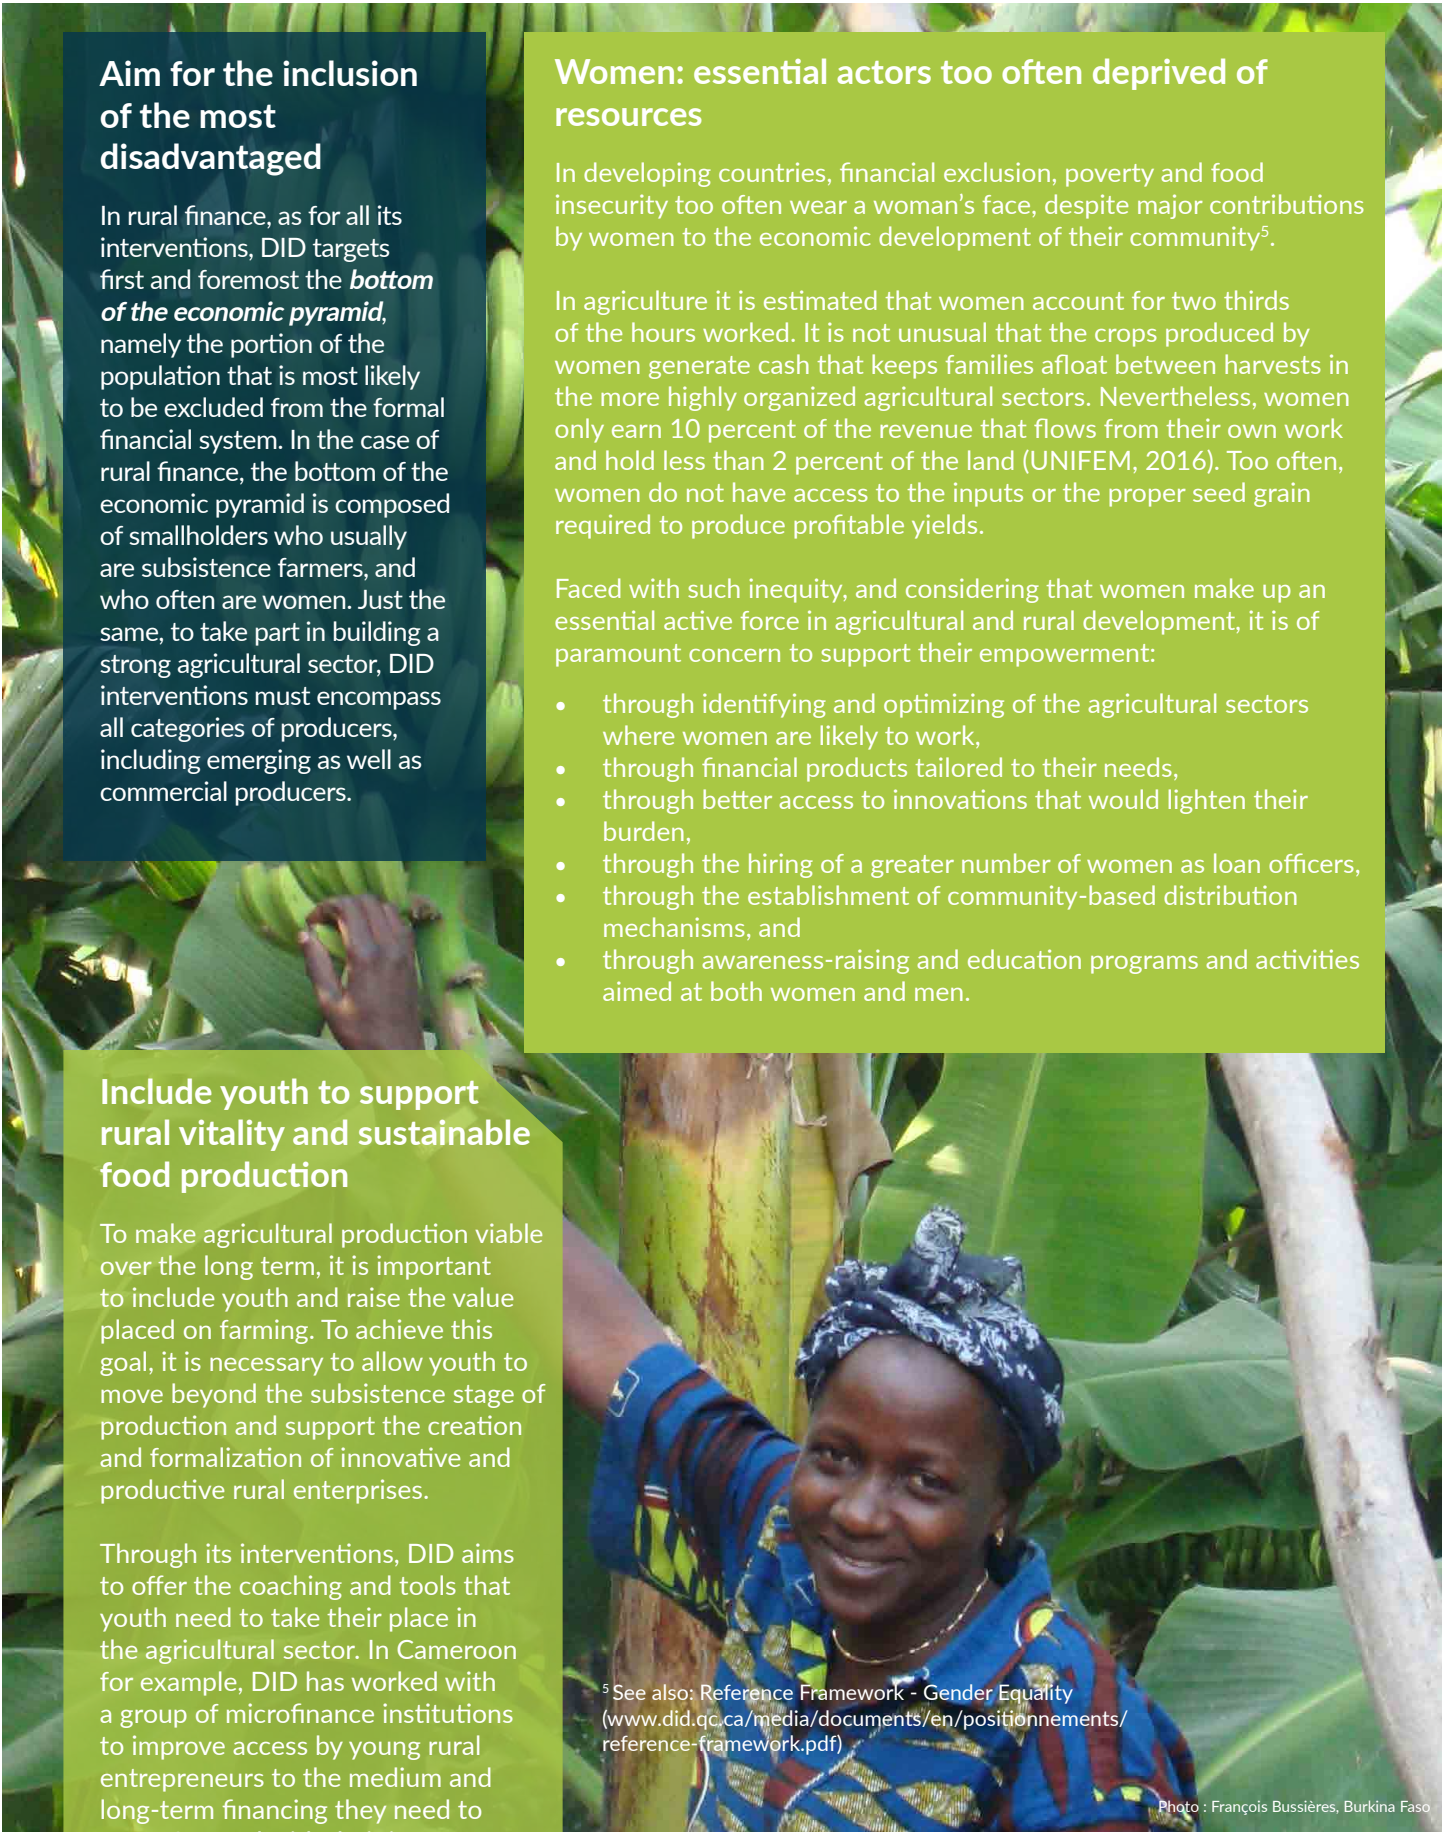 Aim for the inclusion
of the most
disadvantaged
In rural finance, as for all its
interventions, DID targets
first and foremost the bottom
of the economic pyramid,
namely the portion of the
population that is most likely
to be excluded from the formal
financial system. In the case of
rural finance, the bottom of the
economic pyramid is composed
of smallholders who usually
are subsistence farmers, and
who often are women. Just the
same, to take part in building a
strong agricultural sector, DID
interventions must encompass
all categories of producers,
including emerging as well as
commercial producers.
Women: essential actors too often deprived of
resources
In developing countries, financial exclusion, poverty and food
insecurity too often wear a woman's face, despite major contributions
by women to the economic development of their community⁵.
In agriculture it is estimated that women account for two thirds
of the hours worked. It is not unusual that the crops produced by
women generate cash that keeps families afloat between harvests in
the more highly organized agricultural sectors. Nevertheless, women
only earn 10 percent of the revenue that flows from their own work
and hold less than 2 percent of the land (UNIFEM, 2016). Too often,
women do not have access to the inputs or the proper seed grain
required to produce profitable yields.
Faced with such inequity, and considering that women make up an
essential active force in agricultural and rural development, it is of
paramount concern to support their empowerment:
• through identifying and optimizing of the agricultural sectors
where women are likely to work,
• through financial products tailored to their needs,
• through better access to innovations that would lighten their
burden,
• through the hiring of a greater number of women as loan officers,
• through the establishment of community-based distribution
mechanisms, and
• through awareness-raising and education programs and activities
aimed at both women and men.
Include youth to support
rural vitality and sustainable
food production
To make agricultural production viable
over the long term, it is important
to include youth and raise the value
placed on farming. To achieve this
goal, it is necessary to allow youth to
move beyond the subsistence stage of
production and support the creation
and formalization of innovative and
productive rural enterprises.
Through its interventions, DID aims
to offer the coaching and tools that
youth need to take their place in
the agricultural sector. In Cameroon
for example, DID has worked with
a group of microfinance institutions
to improve access by young rural
entrepreneurs to the medium and
long-term financing they need to
⁵ See also: Reference Framework - Gender Equality
(www.did.qc.ca/media/documents/en/positionnements/
reference-framework.pdf)
Photo : François Bussières, Burkina Faso